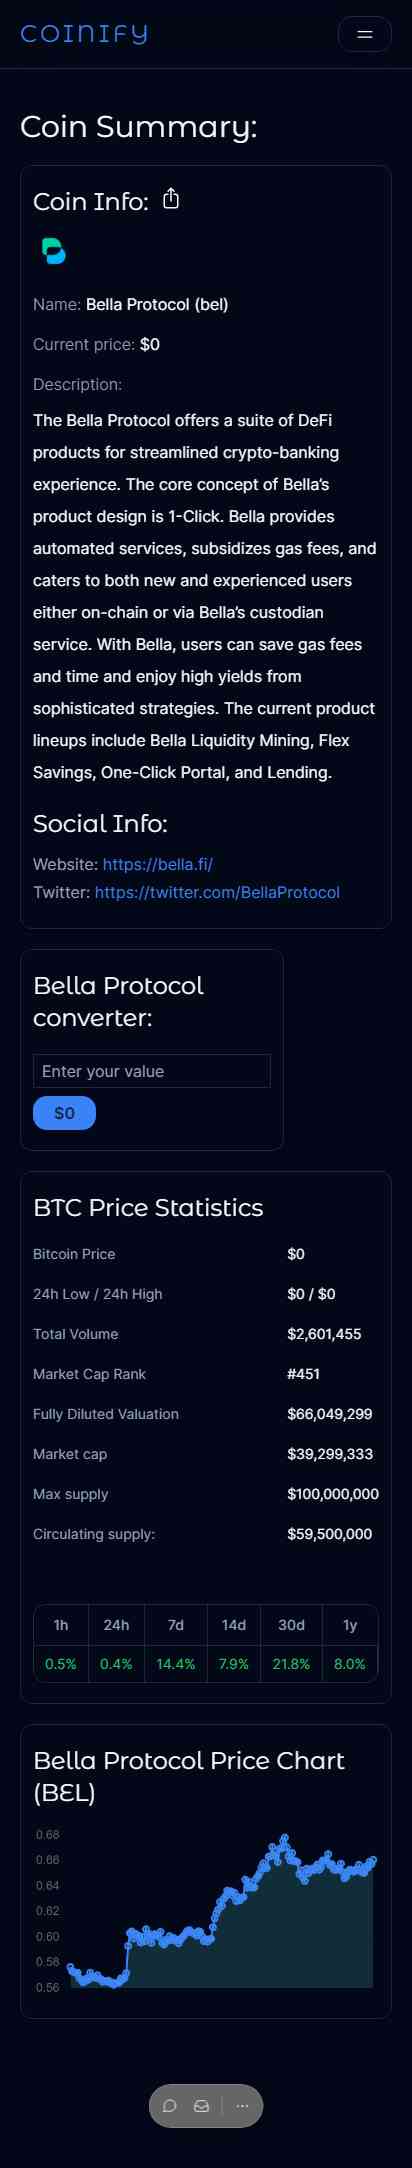 COINIFY
Coin Summary:
Coin Info:
Name: Bella Protocol (bel)
Current price: $0
Description:
The Bella Protocol offers a suite of DeFi
products for streamlined crypto-banking
experience. The core concept of Bella’s
product design is 1-Click. Bella provides
automated services, subsidizes gas fees, and
caters to both new and experienced users
either on-chain or via Bella’s custodian
service. With Bella, users can save gas fees
and time and enjoy high yields from
sophisticated strategies. The current product
lineups include Bella Liquidity Mining, Flex
Savings, One-Click Portal, and Lending.
Social Info:
Website: https://bella.fi/
Twitter: https://twitter.com/BellaProtocol
Bella Protocol
converter:
Enter your value
$0
BTC Price Statistics
Bitcoin Price $0
24h Low / 24h High $0 / $0
Total Volume $2,601,455
Market Cap Rank #451
Fully Diluted Valuation $66,049,299
Market cap $39,299,333
Max supply $100,000,000
Circulating supply: $59,500,000
1h 24h 7d 14d 30d 1y
0.5% 0.4% 14.4% 7.9% 21.8% 8.0%
Bella Protocol Price Chart
(BEL)
0.68
0.66
0.64
0.62
0.60
0.58
0.56